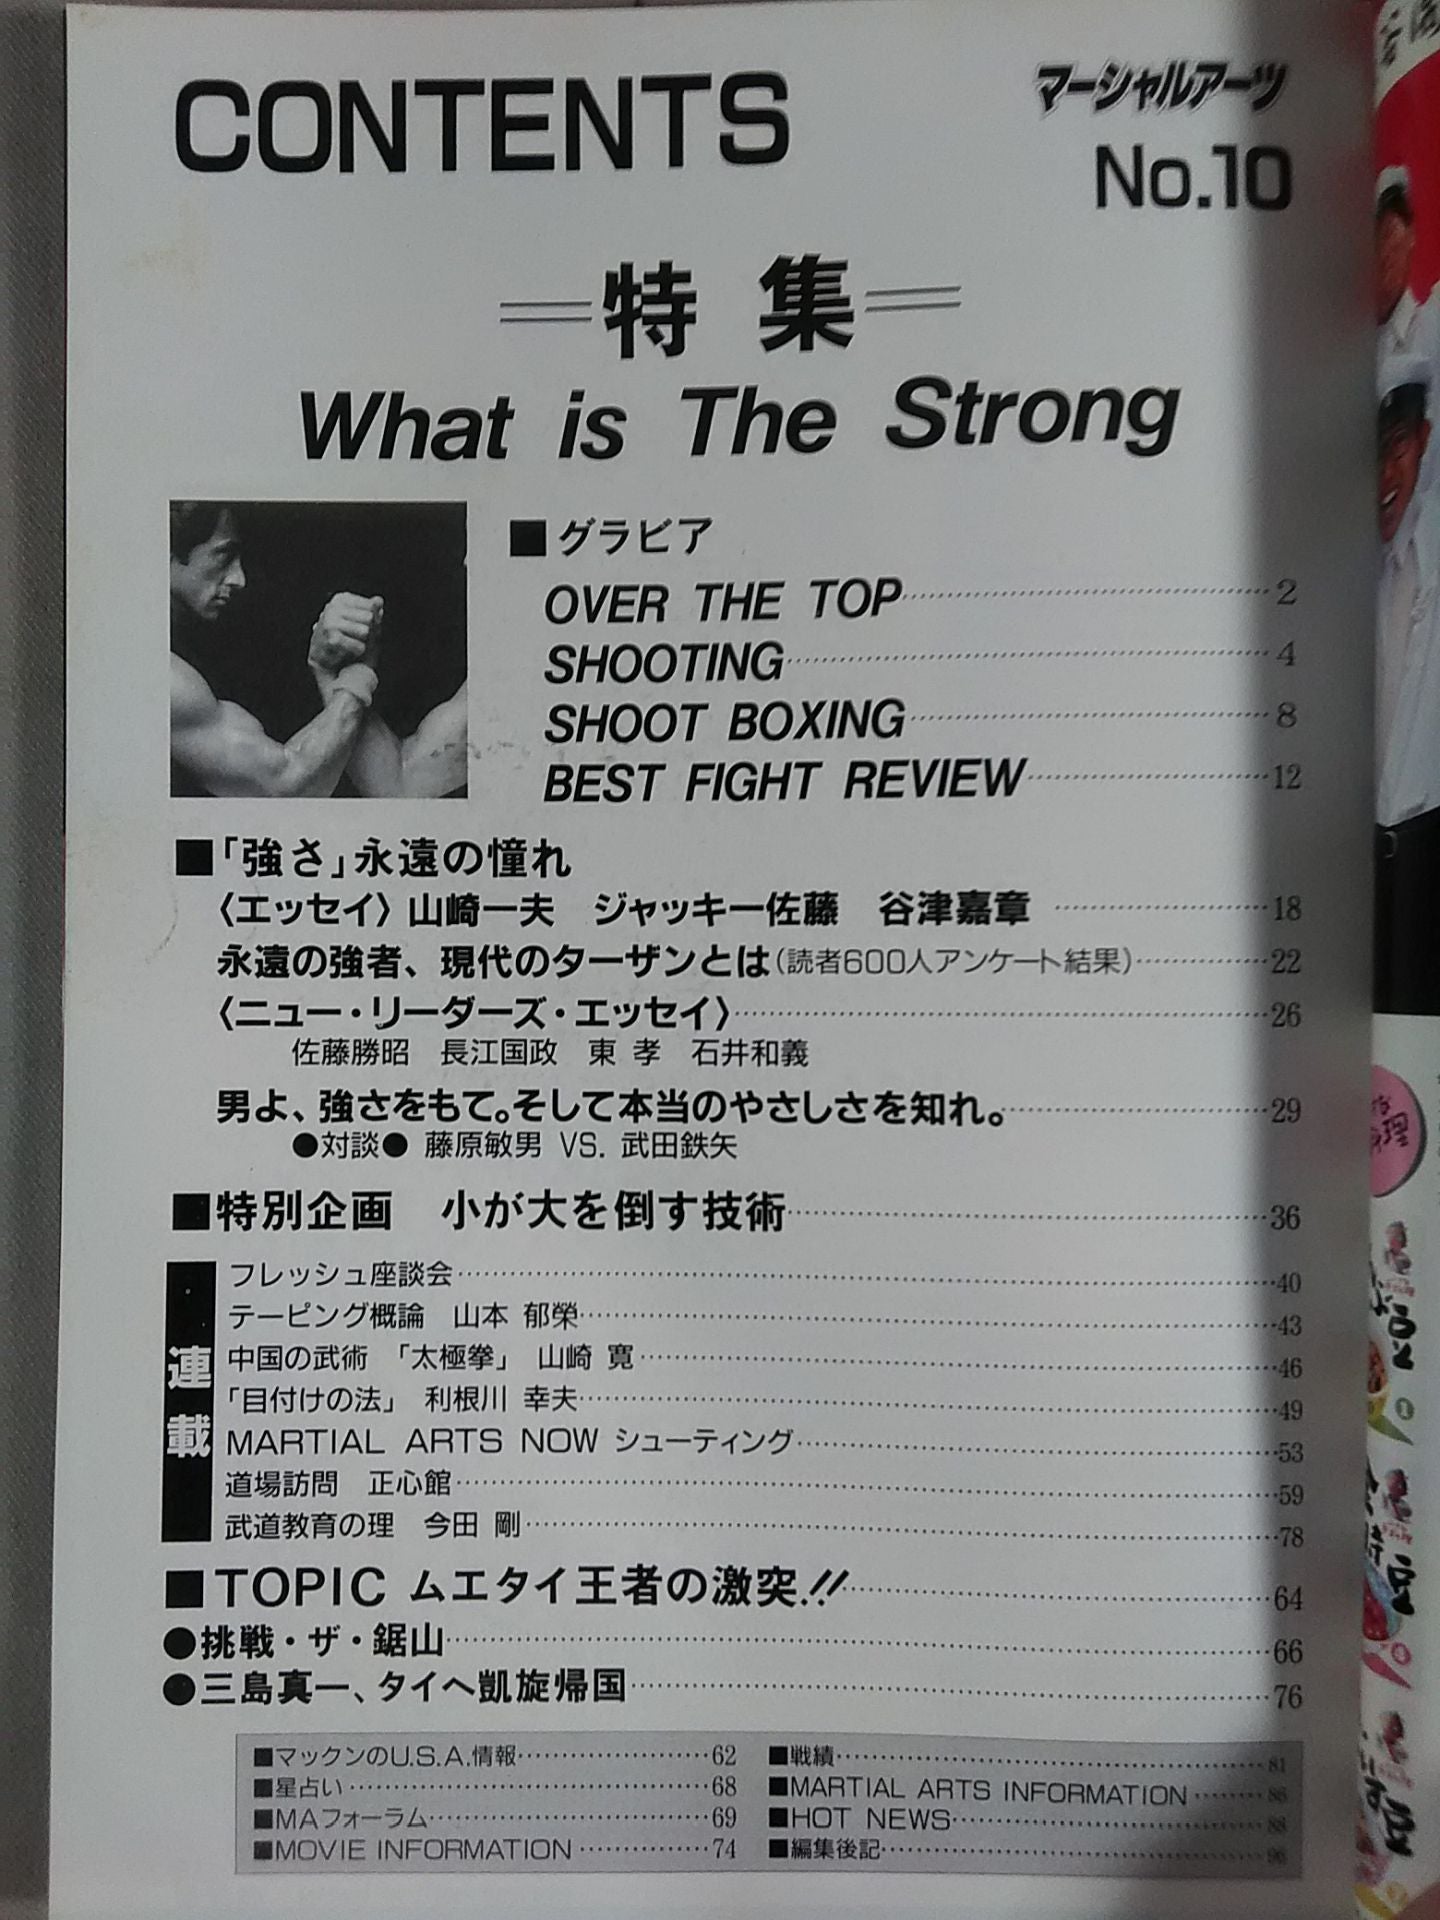 CONTENTS
マーシャルアーツ
No.10
特集
What is The Strong
■グラビア
OVER THE TOP 2
SHOOTING 4
SHOOT BOXING 8
BEST FIGHT REVIEW 12
■「強さ」永遠の憧れ
〈エッセイ〉山崎一夫 ジャッキー佐藤 谷津嘉章 18
永遠の強者、現代のターザンとは(読者600人アンケート結果) 22
〈ニュー・リーダーズ・エッセイ〉 26
佐藤勝昭 長江国政 東 孝 石井和義
男よ、強さをもて。そして本当のやさしさを知れ。 29
●対談● 藤原敏男 VS. 武田鉄矢
■特別企画 小が大を倒す技術 36
連載
フレッシュ座談会 40
テーピング概論 山本 郁榮 43
中国の武術 「太極拳」 山崎 寛 46
「目付けの法」 利根川 幸夫 49
MARTIAL ARTS NOW シューティング 53
道場訪問 正心館 59
武道教育の理 今田 剛 78
■TOPIC ムエタイ王者の激突!! 64
●挑戦・ザ・鋸山 66
●三島真一、タイへ凱旋帰国 76
■マックンのU.S.A.情報 62
■星占い 68
■MAフォーラム 69
■MOVIE INFORMATION 74
■戦績 81
■MARTIAL ARTS INFORMATION 86
■HOT NEWS 88
■編集後記 96